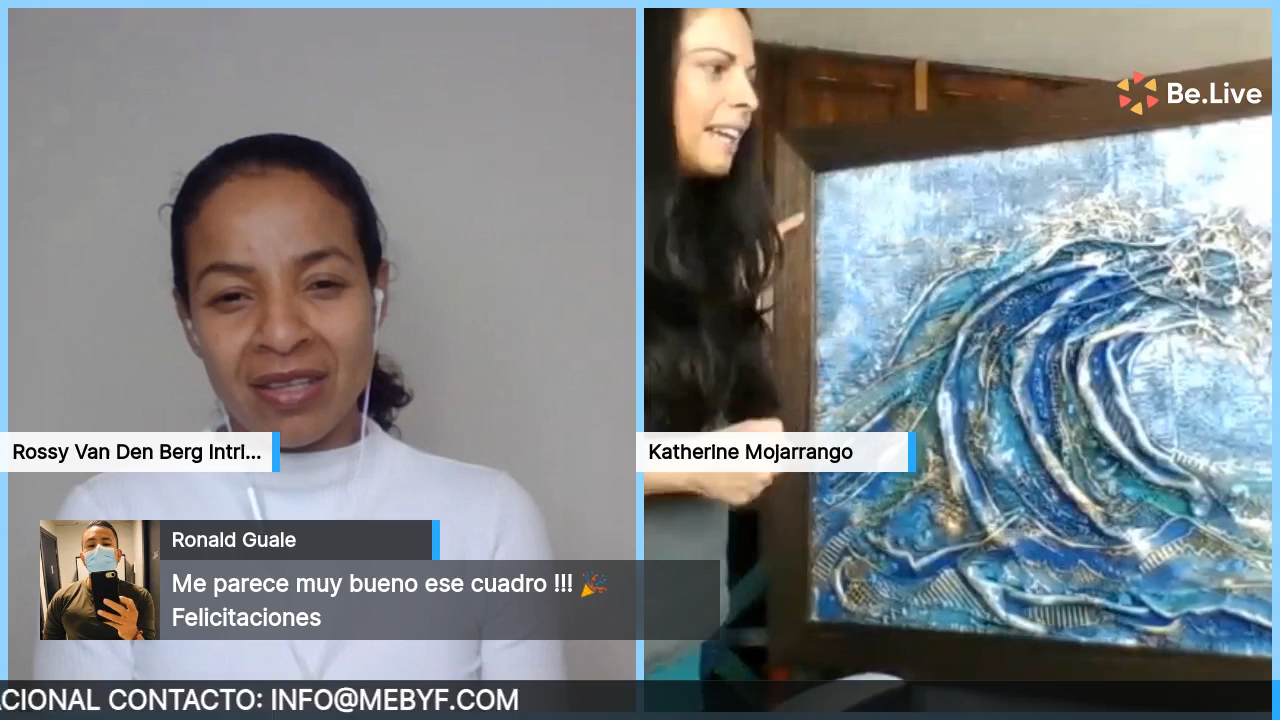 Be.Live
Rossy Van Den Berg Intri...
Katherine Mojarrango
Ronald Guale
Me parece muy bueno ese cuadro !!! 🎉
Felicitaciones
ACIONAL CONTACTO: INFO@MEBYF.COM